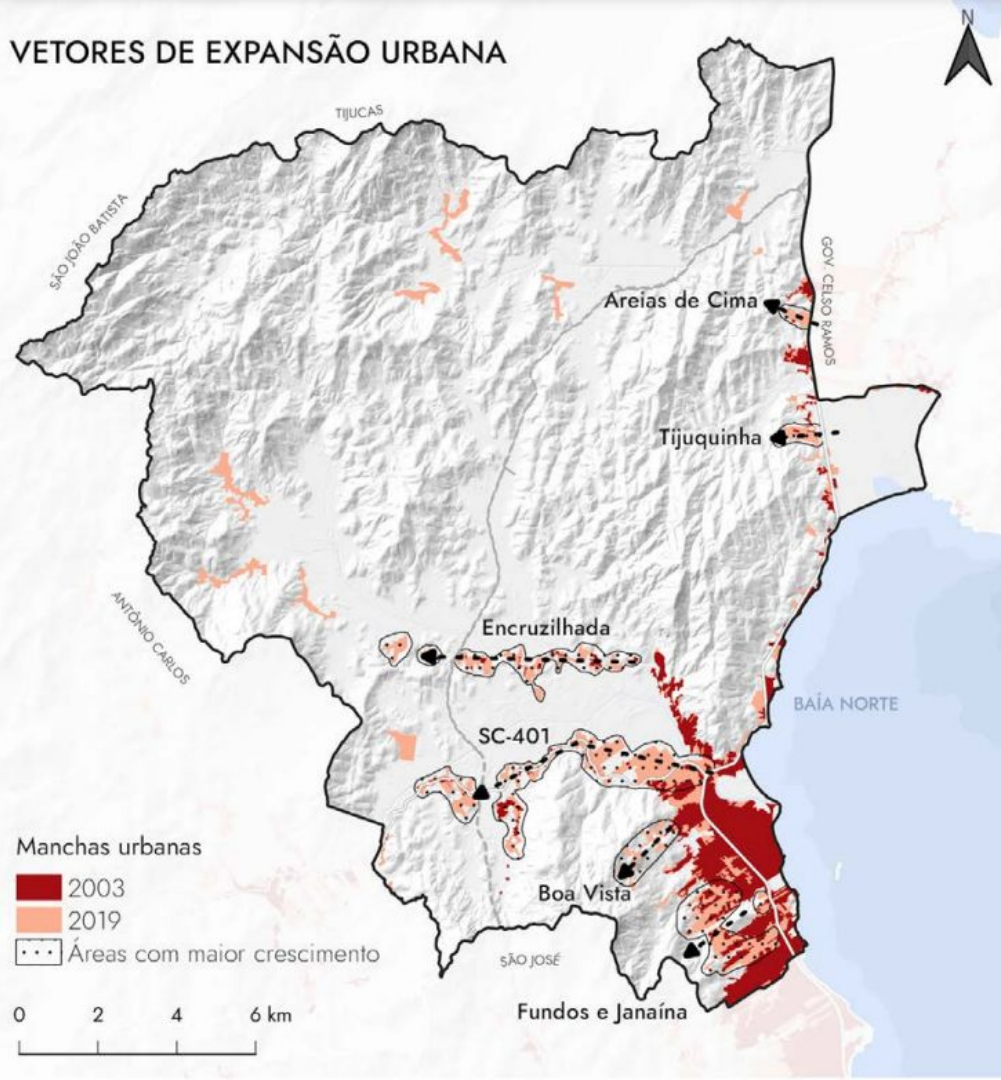 N
VETORES DE EXPANSÃO URBANA
TIJUCAS
SÃO JOÃO BATISTA
GOV. CELSO RAMOS
Areias de Cima
Tijuquinha
ANTÔNIO CARLOS
Encruzilhada
BAÍA NORTE
SC-401
Manchas urbanas
2003
2019
Áreas com maior crescimento
Boa Vista
SÃO JOSÉ
Fundos e Janaína
0 2 4 6 km